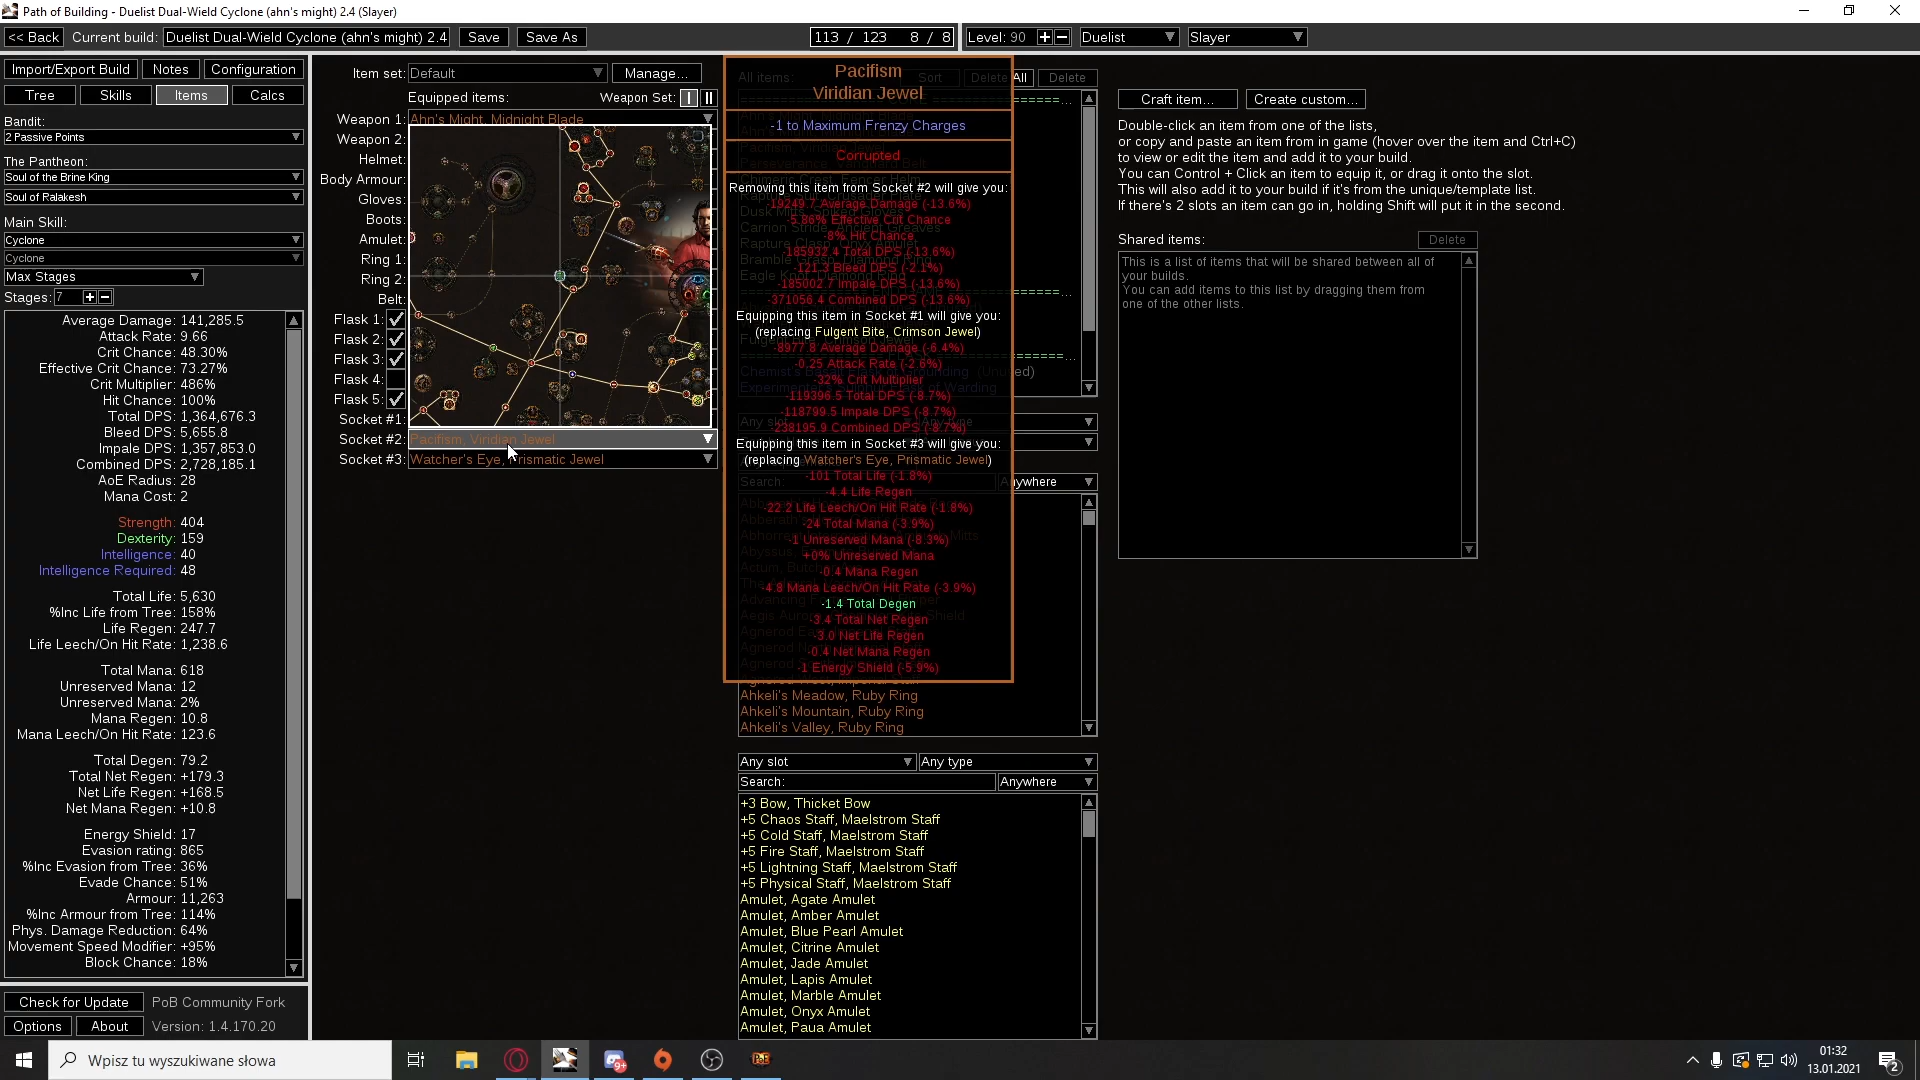 Path of Building - Duelist Dual-Wield Cyclone (ahn's might) 2.4 (Slayer)
<< Back
Current build: Duelist Dual-Wield Cyclone (ahn's might) 2.4
Save
Save As
113 / 123 8 / 8
Level: 90
Duelist
Slayer
Import/Export Build
Notes
Configuration
Tree
Skills
Items
Calcs
Bandit:
2 Passive Points
The Pantheon:
Soul of the Brine King
Soul of Ralakesh
Main Skill:
Cyclone
Cyclone
Max Stages
Stages: 7
Average Damage: 141,285.5
Attack Rate: 9.66
Crit Chance: 48.30%
Effective Crit Chance: 73.27%
Crit Multiplier: 486%
Hit Chance: 100%
Total DPS: 1,364,676.3
Bleed DPS: 5,655.8
Impale DPS: 1,357,853.0
Combined DPS: 2,728,185.1
AoE Radius: 28
Mana Cost: 2
Strength: 404
Dexterity: 159
Intelligence: 40
Intelligence Required: 48
Total Life: 5,630
%Inc Life from Tree: 158%
Life Regen: 247.7
Life Leech/On Hit Rate: 1,238.6
Total Mana: 618
Unreserved Mana: 12
Unreserved Mana: 2%
Mana Regen: 10.8
Mana Leech/On Hit Rate: 123.6
Total Degen: 79.2
Total Net Regen: +179.3
Net Life Regen: +168.5
Net Mana Regen: +10.8
Energy Shield: 17
Evasion rating: 865
%Inc Evasion from Tree: 36%
Evade Chance: 51%
Armour: 11,263
%Inc Armour from Tree: 114%
Phys. Damage Reduction: 64%
Movement Speed Modifier: +95%
Block Chance: 18%
Check for Update
PoB Community Fork
Options
About
Version: 1.4.170.20
Item set: Default
Manage...
Equipped items:
Weapon Set: I II
Weapon 1: Ahn's Might, Midnight Blade
Weapon 2:
Helmet:
Body Armour:
Gloves:
Boots:
Amulet:
Ring 1:
Ring 2:
Belt:
Flask 1:
Flask 2:
Flask 3:
Flask 4:
Flask 5:
Socket #1:
Socket #2: Pacifism, Viridian Jewel
Socket #3: Watcher's Eye, Prismatic Jewel
All items:
Sort
Delete All
Delete
Pacifism
Viridian Jewel
-1 to Maximum Frenzy Charges
Corrupted
Removing this item from Socket #2 will give you:
-19249.7 Average Damage (-13.6%)
-5.86% Effective Crit Chance
-8% Hit Chance
-185932.4 Total DPS (-13.6%)
-121.3 Bleed DPS (-2.1%)
-185002.7 Impale DPS (-13.6%)
-371056.4 Combined DPS (-13.6%)
Equipping this item in Socket #1 will give you:
(replacing Fulgent Bite, Crimson Jewel)
-8977.8 Average Damage (-6.4%)
-0.25 Attack Rate (-2.6%)
-32% Crit Multiplier
-119396.5 Total DPS (-8.7%)
-118799.5 Impale DPS (-8.7%)
-238195.9 Combined DPS (-8.7%)
Equipping this item in Socket #3 will give you:
(replacing Watcher's Eye, Prismatic Jewel)
-101 Total Life (-1.8%)
-4.4 Life Regen
-22.2 Life Leech/On Hit Rate (-1.8%)
-24 Total Mana (-3.9%)
-1 Unreserved Mana (-8.3%)
+0% Unreserved Mana
-0.4 Mana Regen
-4.8 Mana Leech/On Hit Rate (-3.9%)
-1.4 Total Degen
-3.4 Total Net Regen
-3.0 Net Life Regen
-0.4 Net Mana Regen
-1 Energy Shield (-5.9%)
Search:
Anywhere
Ahkeli's Meadow, Ruby Ring
Ahkeli's Mountain, Ruby Ring
Ahkeli's Valley, Ruby Ring
Any slot
Any type
Search:
Anywhere
+3 Bow, Thicket Bow
+5 Chaos Staff, Maelstrom Staff
+5 Cold Staff, Maelstrom Staff
+5 Fire Staff, Maelstrom Staff
+5 Lightning Staff, Maelstrom Staff
+5 Physical Staff, Maelstrom Staff
Amulet, Agate Amulet
Amulet, Amber Amulet
Amulet, Blue Pearl Amulet
Amulet, Citrine Amulet
Amulet, Jade Amulet
Amulet, Lapis Amulet
Amulet, Marble Amulet
Amulet, Onyx Amulet
Amulet, Paua Amulet
Craft item...
Create custom...
Double-click an item from one of the lists,
or copy and paste an item from in game (hover over the item and Ctrl+C)
to view or edit the item and add it to your build.
You can Control + Click an item to equip it, or drag it onto the slot.
This will also add it to your build if it's from the unique/template list.
If there's 2 slots an item can go in, holding Shift will put it in the second.
Shared items:
Delete
This is a list of items that will be shared between all of
your builds.
You can add items to this list by dragging them from
one of the other lists.
Wpisz tu wyszukiwane słowa
01:32
13.01.2021
2